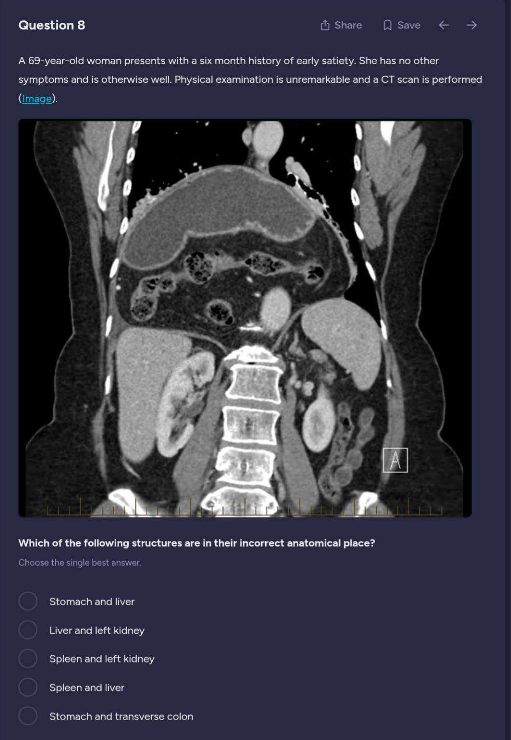 Question 8
Share
Save
A 69-year-old woman presents with a six month history of early satiety. She has no other
symptoms and is otherwise well. Physical examination is unremarkable and a CT scan is performed
(Image).
A
Which of the following structures are in their incorrect anatomical place?
Choose the single best answer.
Stomach and liver
Liver and left kidney
Spleen and left kidney
Spleen and liver
Stomach and transverse colon